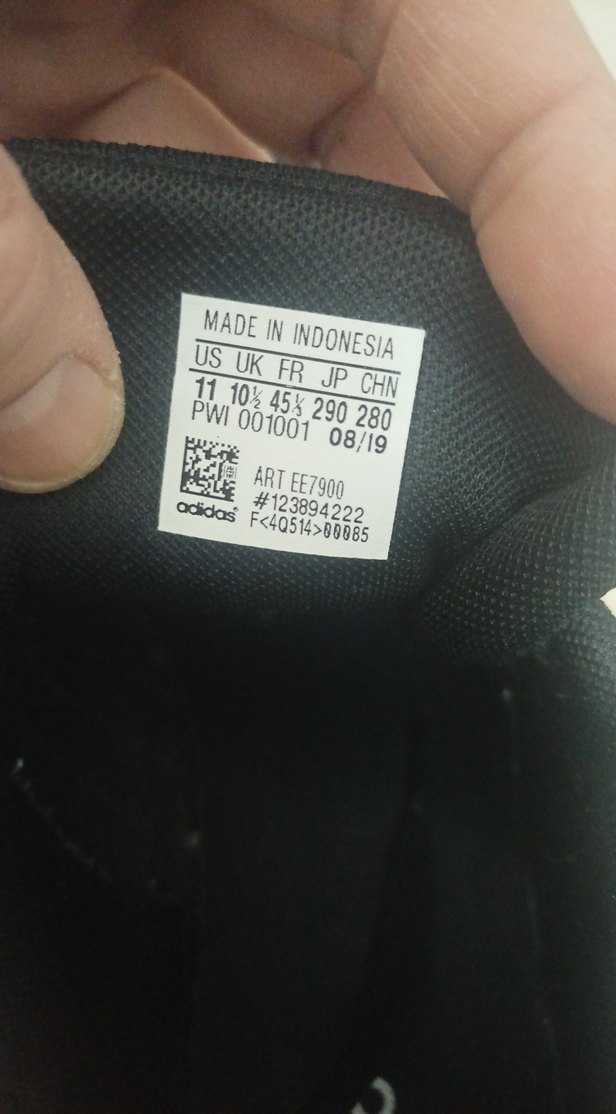 MADE IN INDONESIA
US UK FR JP CHN
11 10½ 45⅓ 290 280
PWI 001001 08/19
ART EE7900
#123894222
F<4Q514>00085
adidas